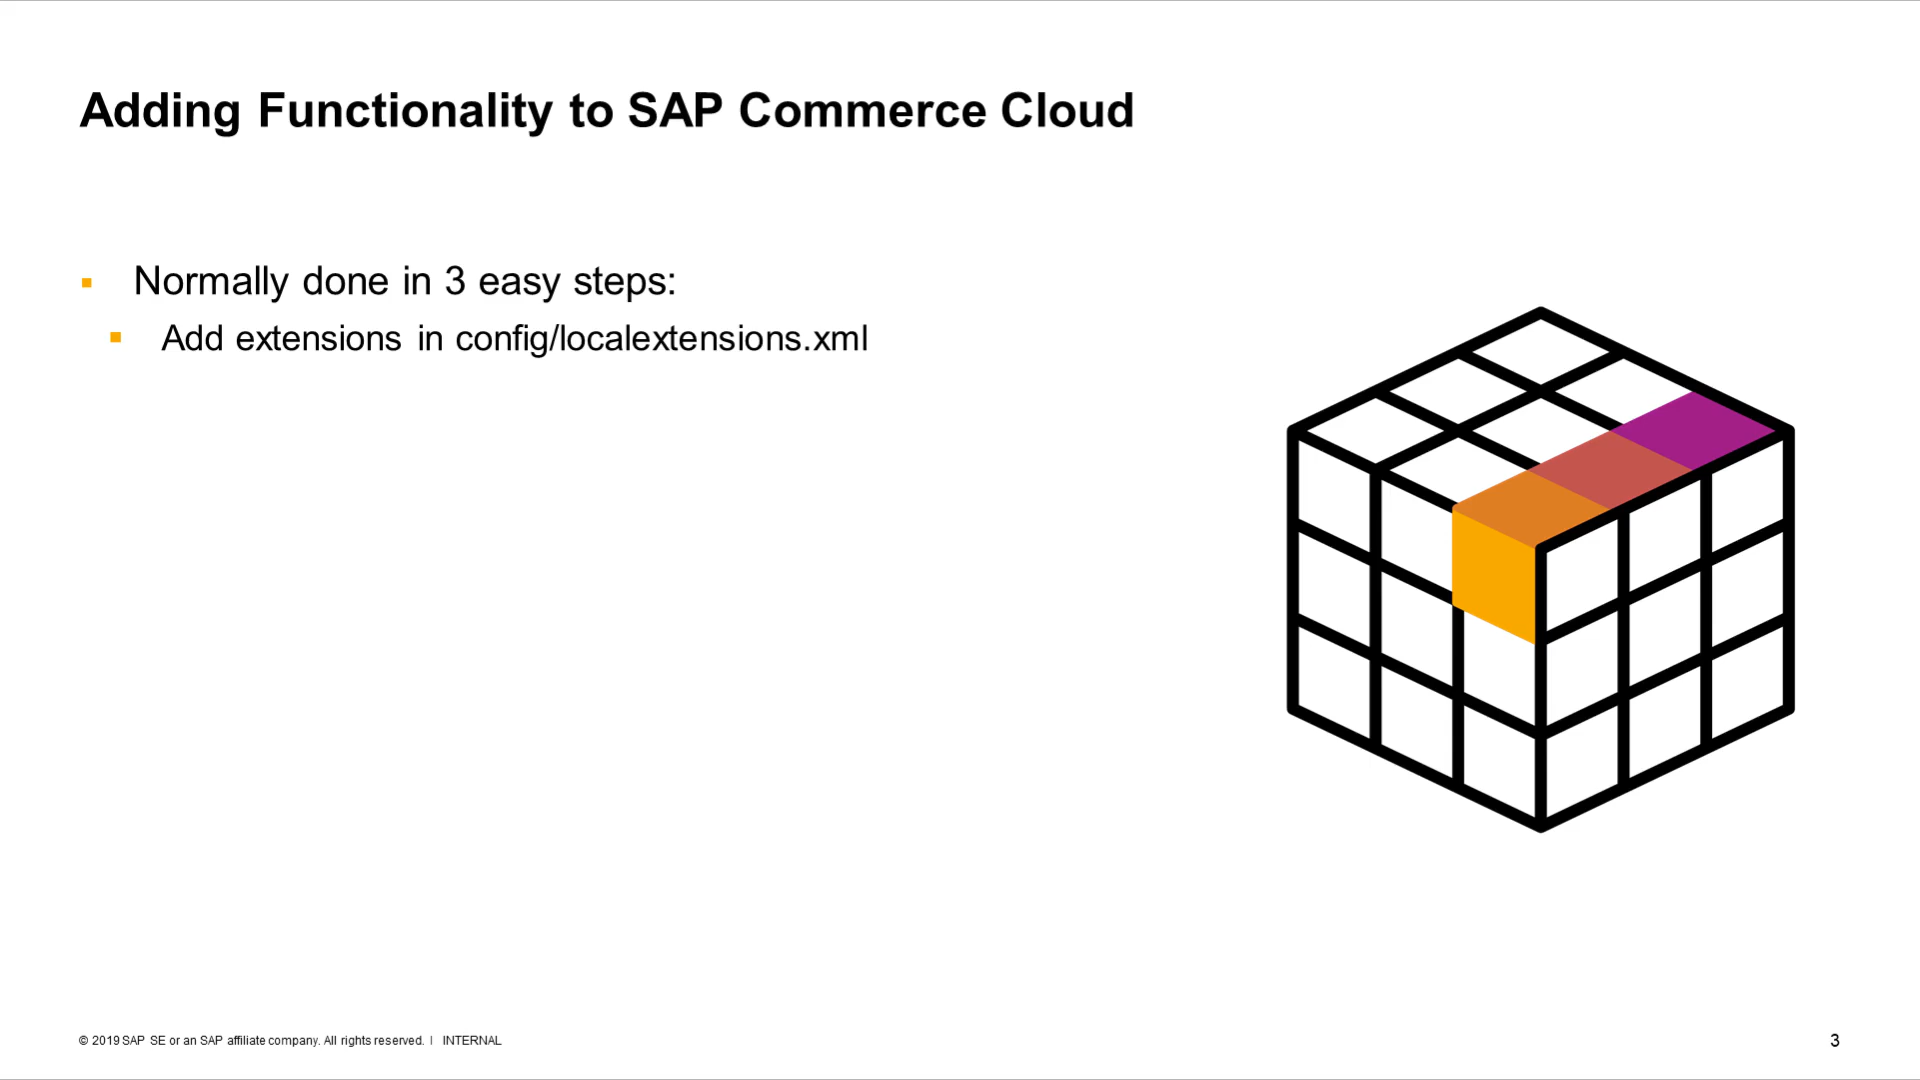 Adding Functionality to SAP Commerce Cloud
Normally done in 3 easy steps:
Add extensions in config/localextensions.xml
© 2019 SAP SE or an SAP affiliate company. All rights reserved. | INTERNAL
3